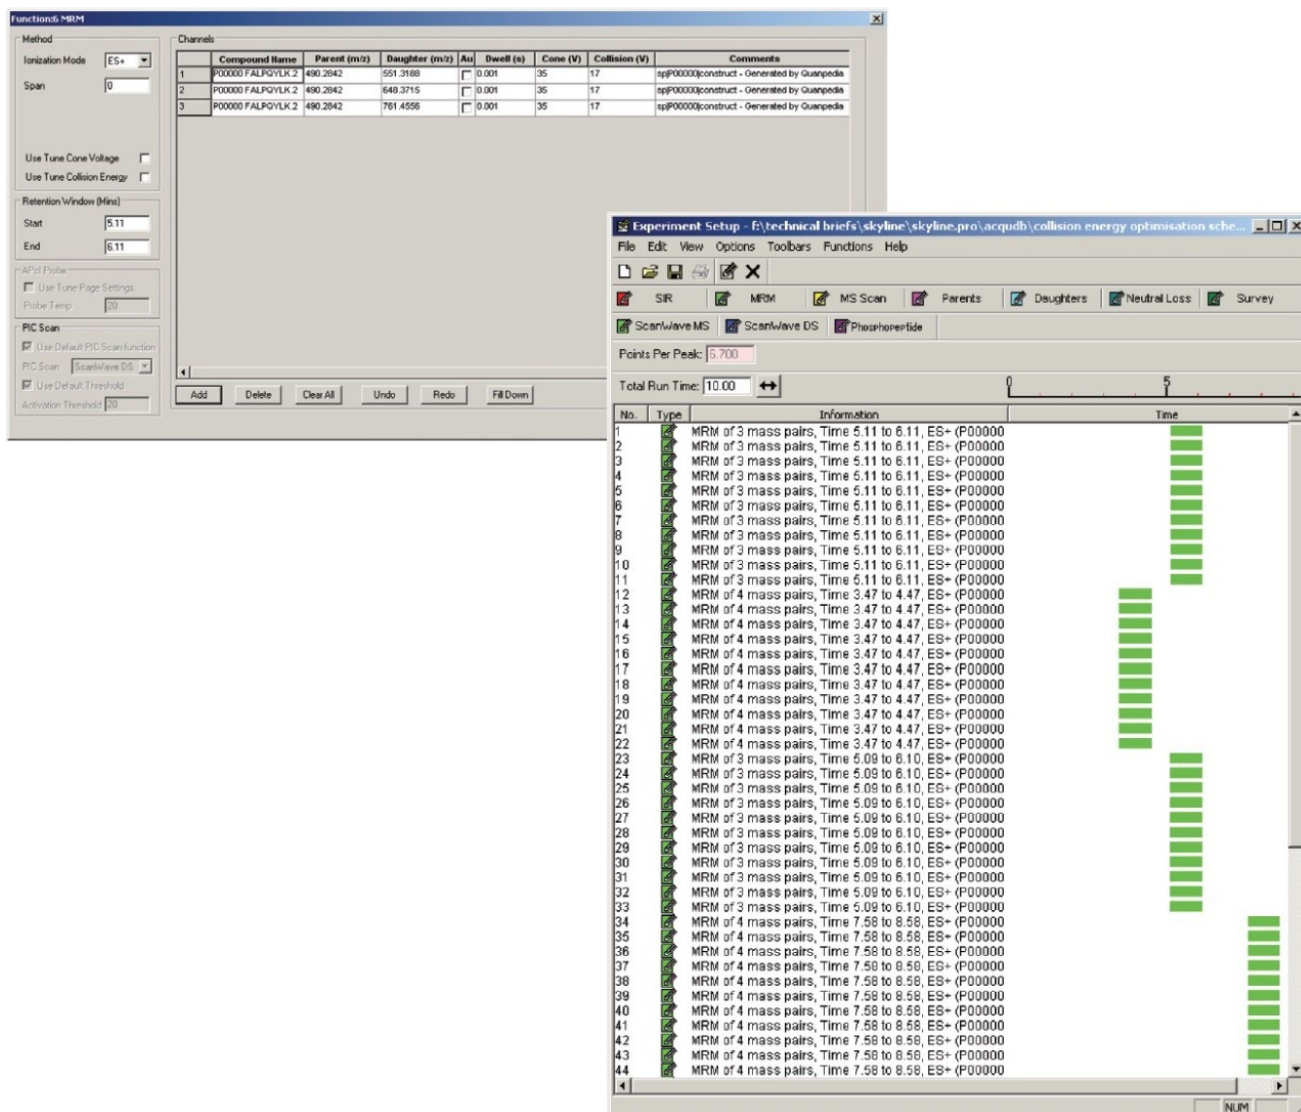 Function:6 MRM
Method
Ionization Mode ES+
Span 0
Use Tune Cone Voltage
Use Tune Collision Energy
Retention Window (Mins)
Start 5.11
End 6.11
APcI Probe
Use Tune Page Settings
Probe Temp 20
PIC Scan
Use Default PIC Scan function
PIC Scan ScanWave DS
Use Default Threshold
Activation Threshold 20
Channels
Compound Name Parent (m/z) Daughter (m/z) Au Dwell (s) Cone (V) Collision (V) Comments
1 P00000 FALPQYLK.2 490.2842 551.3188 0.001 35 17 sp|P00000|construct - Generated by Quanpedia
2 P00000 FALPQYLK.2 490.2842 648.3715 0.001 35 17 sp|P00000|construct - Generated by Quanpedia
3 P00000 FALPQYLK.2 490.2842 761.4556 0.001 35 17 sp|P00000|construct - Generated by Quanpedia
Add Delete Clear All Undo Redo Fill Down
Experiment Setup - f:\technical briefs\skyline\skyline.pro\acqudb\collision energy optimisation sche...
File Edit View Options Toolbars Functions Help
SIR MRM MS Scan Parents Daughters Neutral Loss Survey
ScanWave MS ScanWave DS Phosphopeptide
Points Per Peak: 6.700
Total Run Time: 10.00 0 5
No. Type Information Time
1 MRM of 3 mass pairs, Time 5.11 to 6.11, ES+ (P00000
2 MRM of 3 mass pairs, Time 5.11 to 6.11, ES+ (P00000
3 MRM of 3 mass pairs, Time 5.11 to 6.11, ES+ (P00000
4 MRM of 3 mass pairs, Time 5.11 to 6.11, ES+ (P00000
5 MRM of 3 mass pairs, Time 5.11 to 6.11, ES+ (P00000
6 MRM of 3 mass pairs, Time 5.11 to 6.11, ES+ (P00000
7 MRM of 3 mass pairs, Time 5.11 to 6.11, ES+ (P00000
8 MRM of 3 mass pairs, Time 5.11 to 6.11, ES+ (P00000
9 MRM of 3 mass pairs, Time 5.11 to 6.11, ES+ (P00000
10 MRM of 3 mass pairs, Time 5.11 to 6.11, ES+ (P00000
11 MRM of 3 mass pairs, Time 5.11 to 6.11, ES+ (P00000
12 MRM of 4 mass pairs, Time 3.47 to 4.47, ES+ (P00000
13 MRM of 4 mass pairs, Time 3.47 to 4.47, ES+ (P00000
14 MRM of 4 mass pairs, Time 3.47 to 4.47, ES+ (P00000
15 MRM of 4 mass pairs, Time 3.47 to 4.47, ES+ (P00000
16 MRM of 4 mass pairs, Time 3.47 to 4.47, ES+ (P00000
17 MRM of 4 mass pairs, Time 3.47 to 4.47, ES+ (P00000
18 MRM of 4 mass pairs, Time 3.47 to 4.47, ES+ (P00000
19 MRM of 4 mass pairs, Time 3.47 to 4.47, ES+ (P00000
20 MRM of 4 mass pairs, Time 3.47 to 4.47, ES+ (P00000
21 MRM of 4 mass pairs, Time 3.47 to 4.47, ES+ (P00000
22 MRM of 4 mass pairs, Time 3.47 to 4.47, ES+ (P00000
23 MRM of 3 mass pairs, Time 5.09 to 6.10, ES+ (P00000
24 MRM of 3 mass pairs, Time 5.09 to 6.10, ES+ (P00000
25 MRM of 3 mass pairs, Time 5.09 to 6.10, ES+ (P00000
26 MRM of 3 mass pairs, Time 5.09 to 6.10, ES+ (P00000
27 MRM of 3 mass pairs, Time 5.09 to 6.10, ES+ (P00000
28 MRM of 3 mass pairs, Time 5.09 to 6.10, ES+ (P00000
29 MRM of 3 mass pairs, Time 5.09 to 6.10, ES+ (P00000
30 MRM of 3 mass pairs, Time 5.09 to 6.10, ES+ (P00000
31 MRM of 3 mass pairs, Time 5.09 to 6.10, ES+ (P00000
32 MRM of 3 mass pairs, Time 5.09 to 6.10, ES+ (P00000
33 MRM of 3 mass pairs, Time 5.09 to 6.10, ES+ (P00000
34 MRM of 4 mass pairs, Time 7.58 to 8.58, ES+ (P00000
35 MRM of 4 mass pairs, Time 7.58 to 8.58, ES+ (P00000
36 MRM of 4 mass pairs, Time 7.58 to 8.58, ES+ (P00000
37 MRM of 4 mass pairs, Time 7.58 to 8.58, ES+ (P00000
38 MRM of 4 mass pairs, Time 7.58 to 8.58, ES+ (P00000
39 MRM of 4 mass pairs, Time 7.58 to 8.58, ES+ (P00000
40 MRM of 4 mass pairs, Time 7.58 to 8.58, ES+ (P00000
41 MRM of 4 mass pairs, Time 7.58 to 8.58, ES+ (P00000
42 MRM of 4 mass pairs, Time 7.58 to 8.58, ES+ (P00000
43 MRM of 4 mass pairs, Time 7.58 to 8.58, ES+ (P00000
44 MRM of 4 mass pairs, Time 7.58 to 8.58, ES+ (P00000
NUM